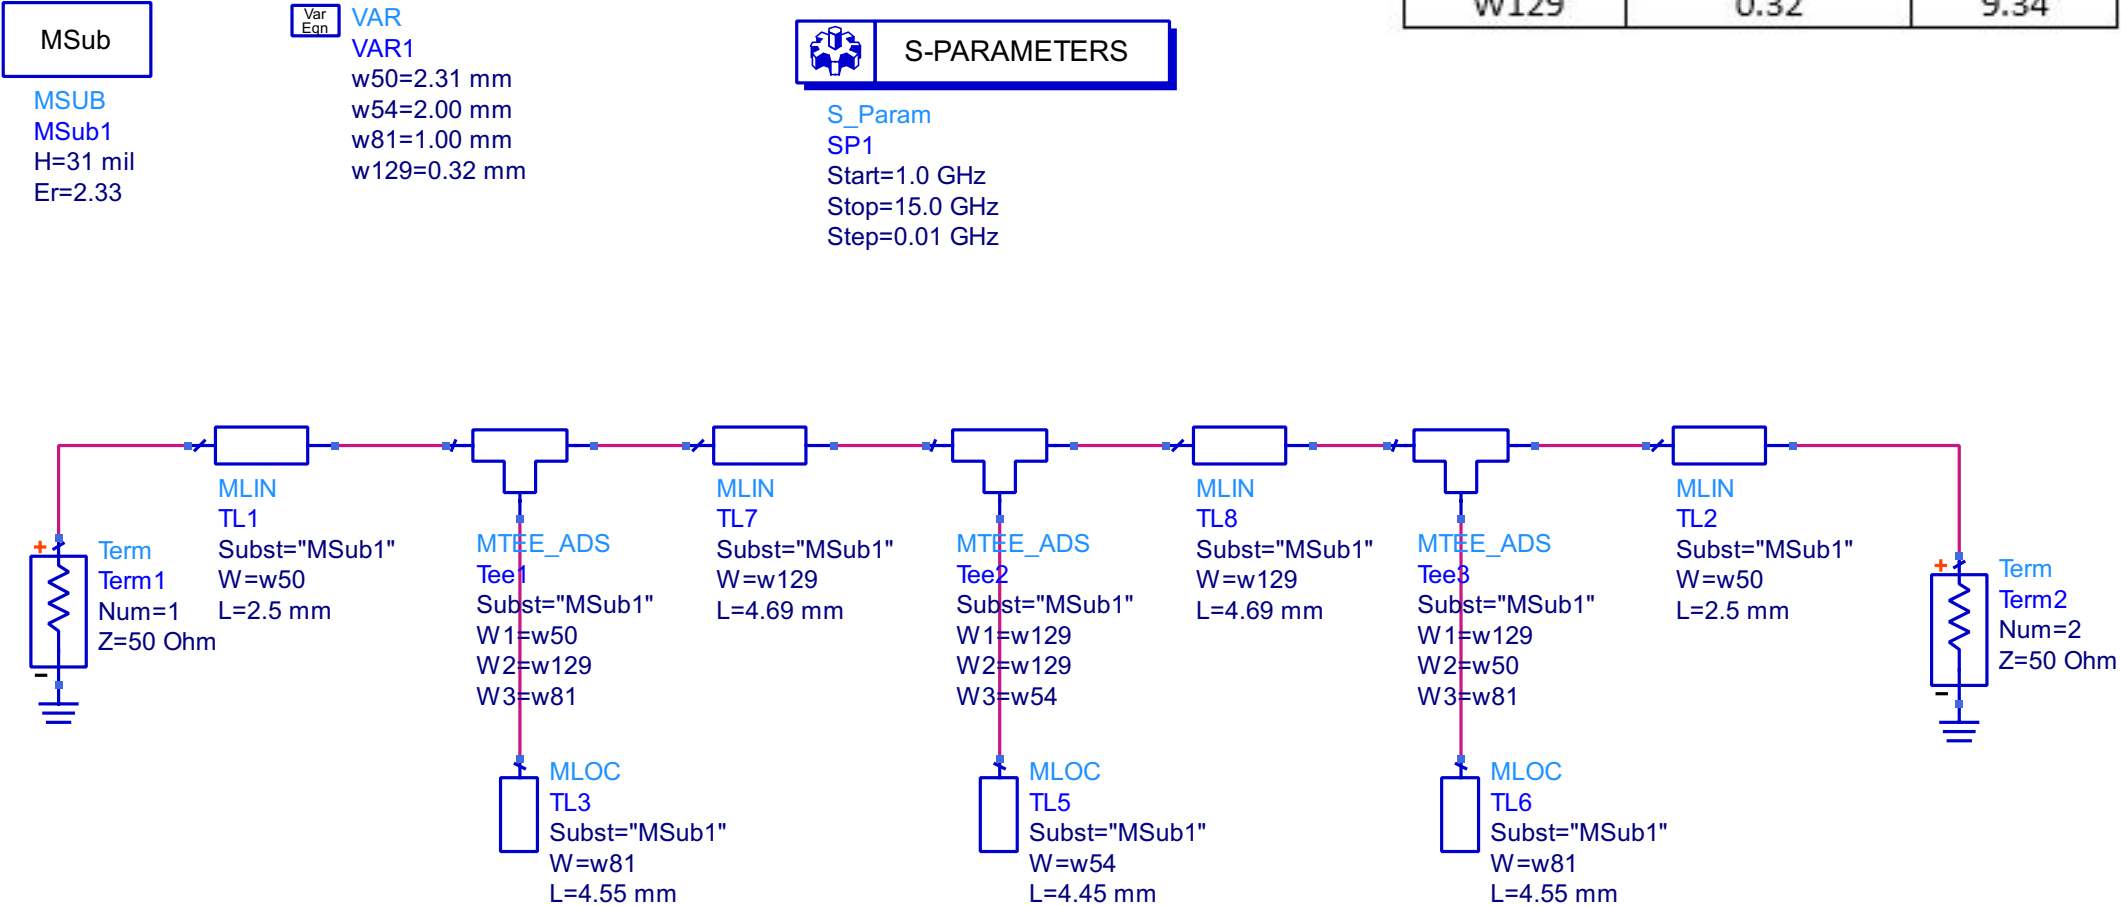 MSub
MSUB
MSub1
H=31 mil
Er=2.33
Var
Eqn
VAR
VAR1
w50=2.31 mm
w54=2.00 mm
w81=1.00 mm
w129=0.32 mm
S-PARAMETERS
S_Param
SP1
Start=1.0 GHz
Stop=15.0 GHz
Step=0.01 GHz
W129 0.32 9.34
+
-
Term
Term1
Num=1
Z=50 Ohm
MLIN
TL1
Subst="MSub1"
W=w50
L=2.5 mm
MTEE_ADS
Tee1
Subst="MSub1"
W1=w50
W2=w129
W3=w81
MLOC
TL3
Subst="MSub1"
W=w81
L=4.55 mm
MLIN
TL7
Subst="MSub1"
W=w129
L=4.69 mm
MTEE_ADS
Tee2
Subst="MSub1"
W1=w129
W2=w129
W3=w54
MLOC
TL5
Subst="MSub1"
W=w54
L=4.45 mm
MLIN
TL8
Subst="MSub1"
W=w129
L=4.69 mm
MTEE_ADS
Tee3
Subst="MSub1"
W1=w129
W2=w50
W3=w81
MLOC
TL6
Subst="MSub1"
W=w81
L=4.55 mm
MLIN
TL2
Subst="MSub1"
W=w50
L=2.5 mm
+
-
Term
Term2
Num=2
Z=50 Ohm